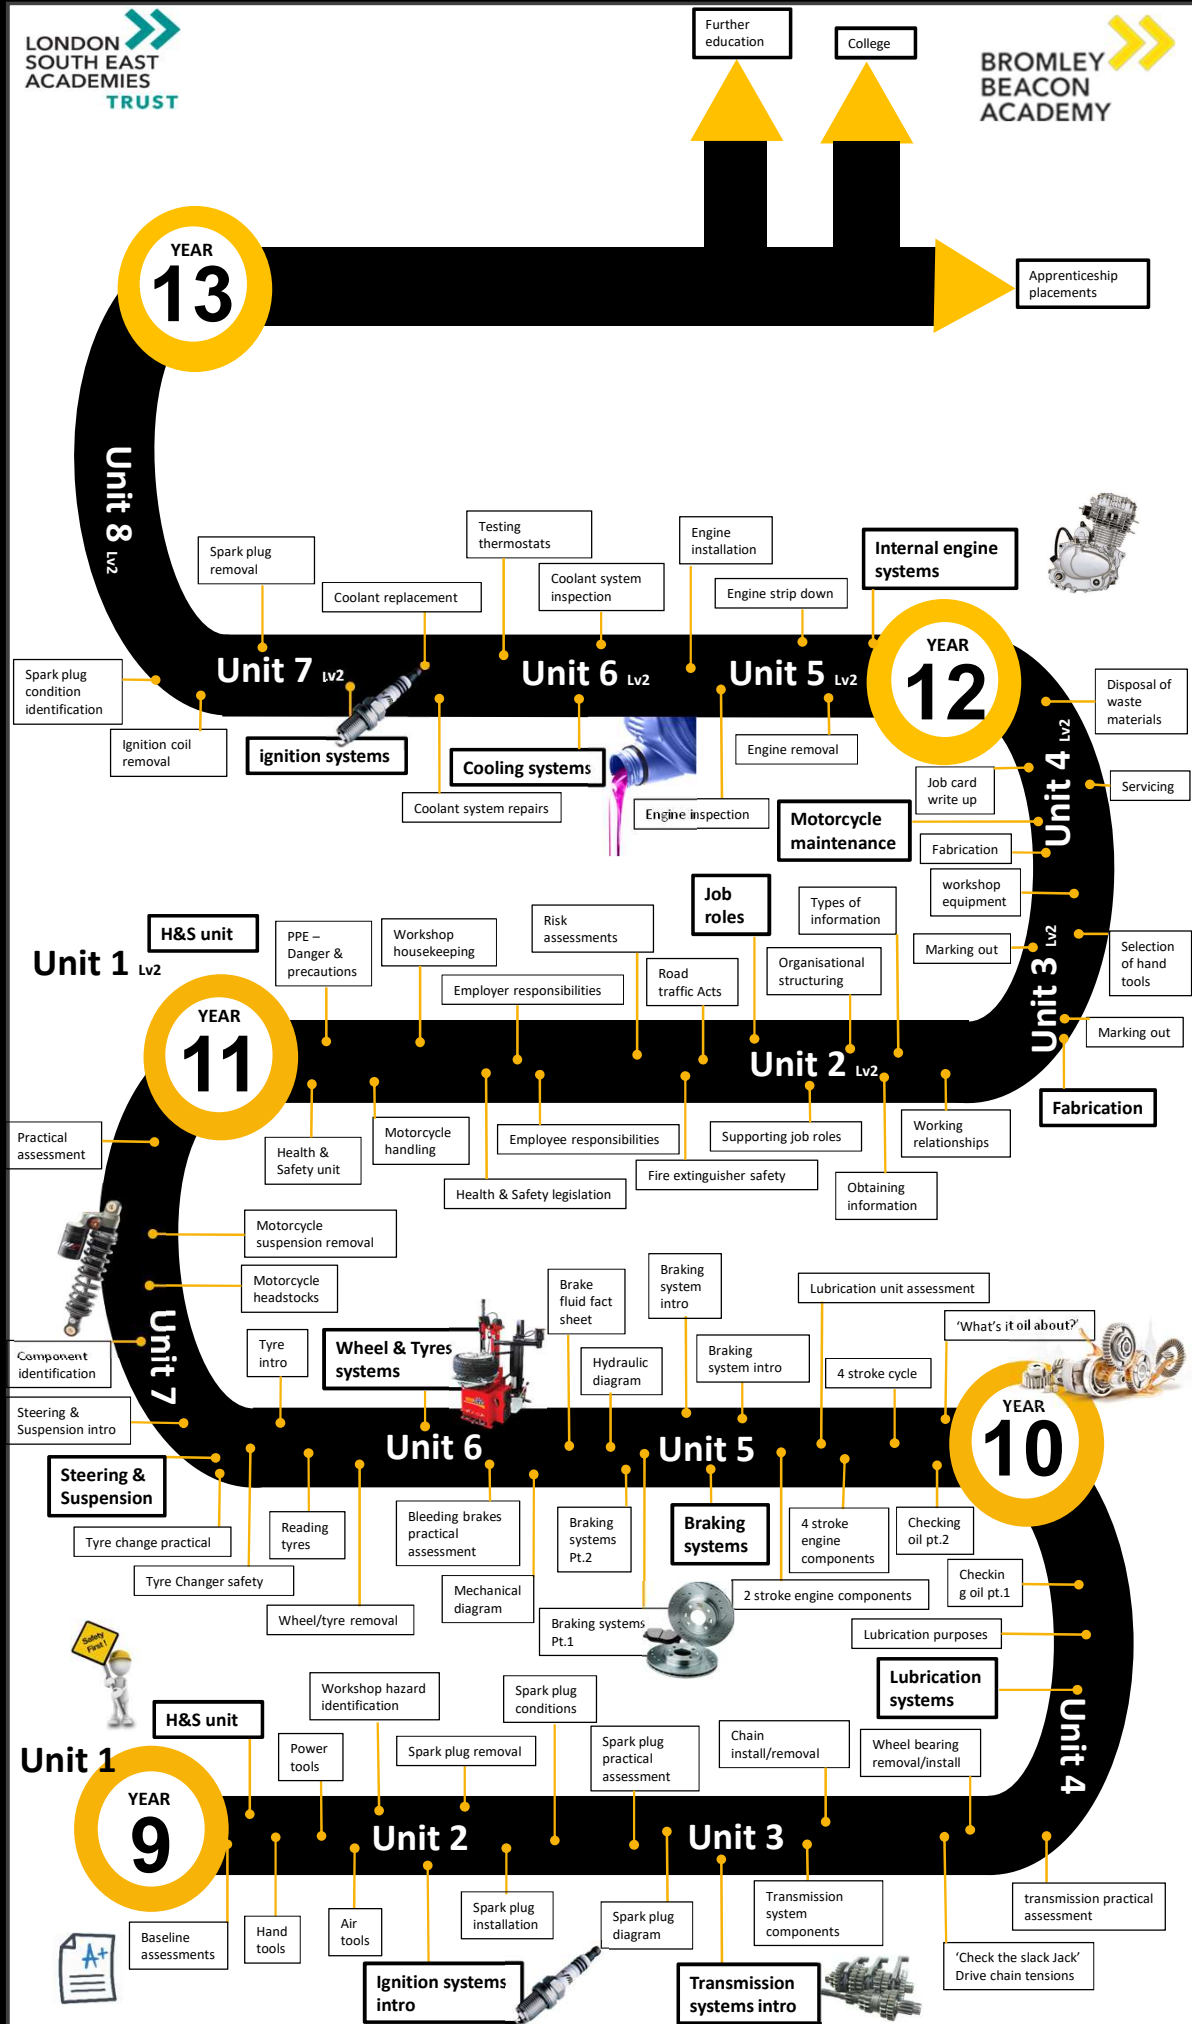 LONDON
SOUTH EAST
ACADEMIES
TRUST
BROMLEY
BEACON
ACADEMY
Further
education
College
Apprenticeship
placements
YEAR
13
Unit 8 Lv2
Spark plug
removal
Coolant replacement
Testing
thermostats
Coolant system
inspection
Engine
installation
Engine strip down
Internal engine
systems
Unit 7 Lv2
Unit 6 Lv2
Unit 5 Lv2
YEAR
12
Spark plug
condition
identification
Ignition coil
removal
ignition systems
Coolant system repairs
Cooling systems
Engine inspection
Engine removal
Disposal of
waste
materials
Servicing
Job card
write up
Unit 4 Lv2
Motorcycle
maintenance
Fabrication
workshop
equipment
Marking out
Selection
of hand
tools
Unit 3 Lv2
Marking out
Fabrication
Unit 1 Lv2
H&S unit
PPE –
Danger &
precautions
Workshop
housekeeping
Employer responsibilities
Risk
assessments
Road
traffic Acts
Job
roles
Organisational
structuring
Types of
information
YEAR
11
Unit 2 Lv2
Health &
Safety unit
Motorcycle
handling
Health & Safety legislation
Employee responsibilities
Fire extinguisher safety
Supporting job roles
Obtaining
information
Working
relationships
Practical
assessment
Motorcycle
suspension removal
Motorcycle
headstocks
Component
identification
Unit 7
Steering &
Suspension intro
Steering &
Suspension
Tyre
intro
Wheel & Tyres
systems
Brake
fluid fact
sheet
Hydraulic
diagram
Braking
system
intro
Braking
system intro
Lubrication unit assessment
4 stroke cycle
'What's it oil about?'
Unit 6
Unit 5
YEAR
10
Tyre change practical
Tyre Changer safety
Reading
tyres
Wheel/tyre removal
Bleeding brakes
practical
assessment
Mechanical
diagram
Braking
systems
Pt.2
Braking systems
Pt.1
Braking
systems
2 stroke engine components
4 stroke
engine
components
Checking
oil pt.2
Checkin
g oil pt.1
Lubrication purposes
Lubrication
systems
Unit 4
Safety
First!
Unit 1
H&S unit
Power
tools
Workshop hazard
identification
Spark plug removal
Spark plug
conditions
Spark plug
practical
assessment
Chain
install/removal
Wheel bearing
removal/install
YEAR
9
Unit 2
Unit 3
A+
Baseline
assessments
Hand
tools
Air
tools
Ignition systems
intro
Spark plug
installation
Spark plug
diagram
Transmission
systems intro
Transmission
system
components
'Check the slack Jack'
Drive chain tensions
transmission practical
assessment